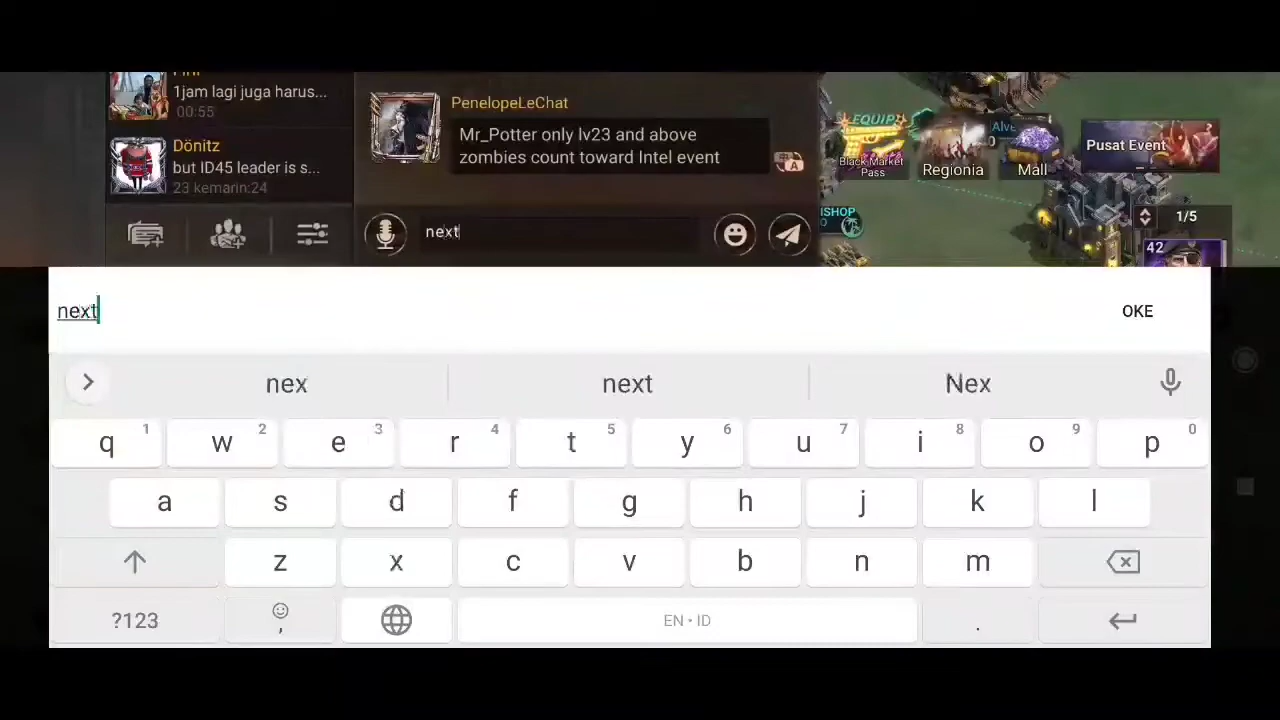 1jam lagi juga harus...
00:55
Dönitz
but ID45 leader is s...
23 kemarin:24
PenelopeLeChat
Mr_Potter only lv23 and above
zombies count toward Intel event
A
next
EQUIP
Black Market
Pass
Regionia
Mall
Pusat Event
?
1/5
42
next
OKE
nex
next
Nex
q 1 w 2 e 3 r 4 t 5 y 6 u 7 i 8 o 9 p 0
a s d f g h j k l
z x c v b n m
?123
,
EN • ID
.